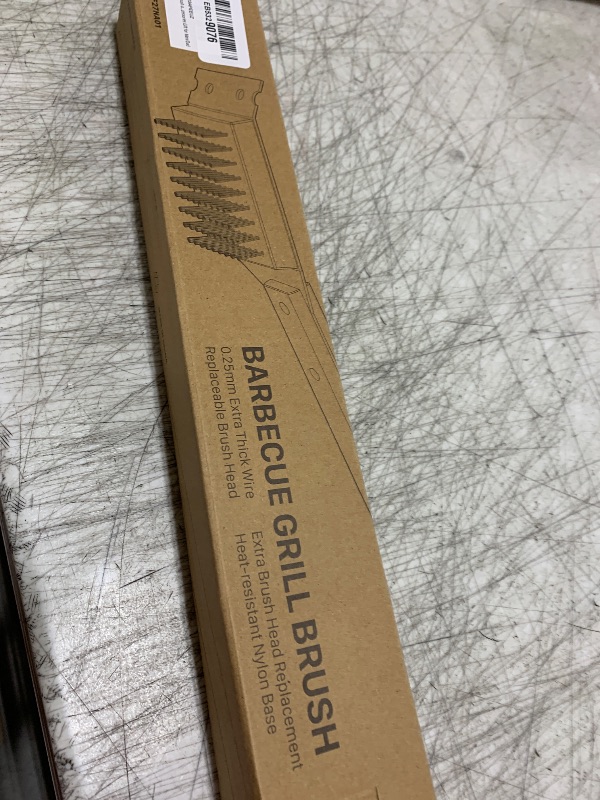 EB5329076
BARBECUE GRILL BRUSH
0.25mm Extra Thick Wire
Replaceable Brush Head
Extra Brush Head Replacement
Heat-resistant Nylon Base